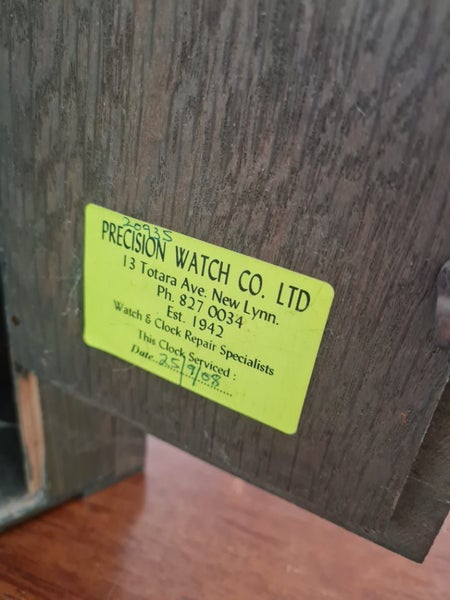 20935
PRECISION WATCH CO. LTD
13 Totara Ave. New Lynn.
Ph. 827 0034
Est. 1942
Watch & Clock Repair Specialists
This Clock Serviced :
Date...25/9/08...........